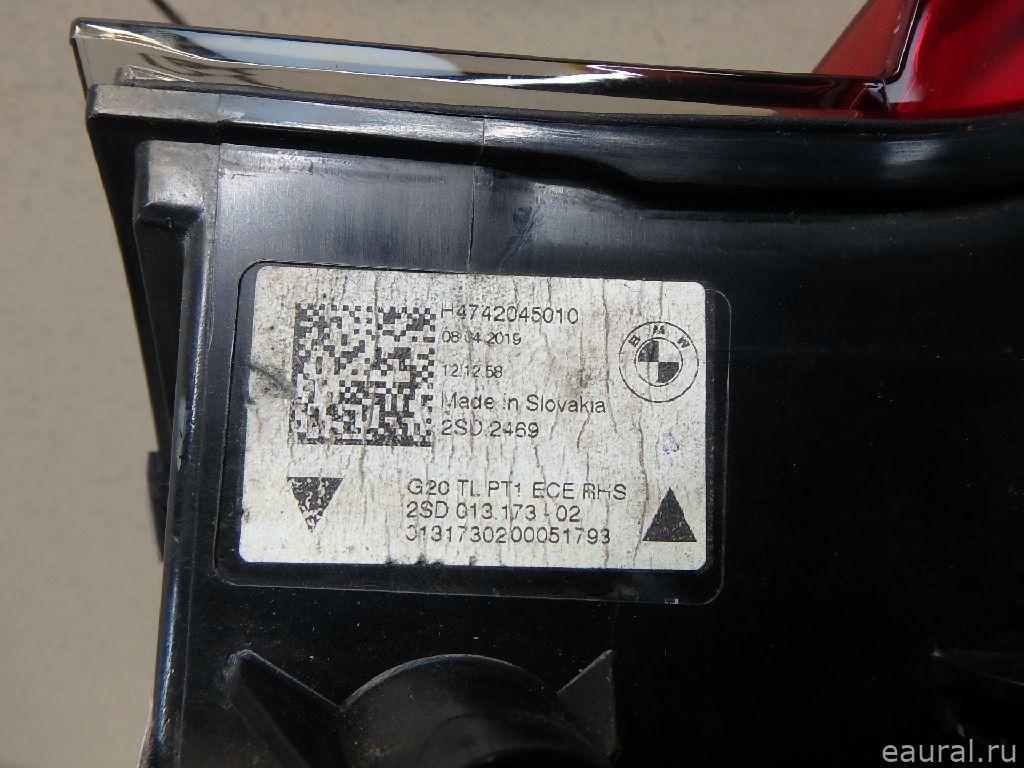 H4742045010
08.04.2019
12:12:58
Made in Slovakia
2SD.2469
BMW
G20 TL PT1 ECE RHS
2SD 013.173 - 02
3131730200051793
eaural.ru